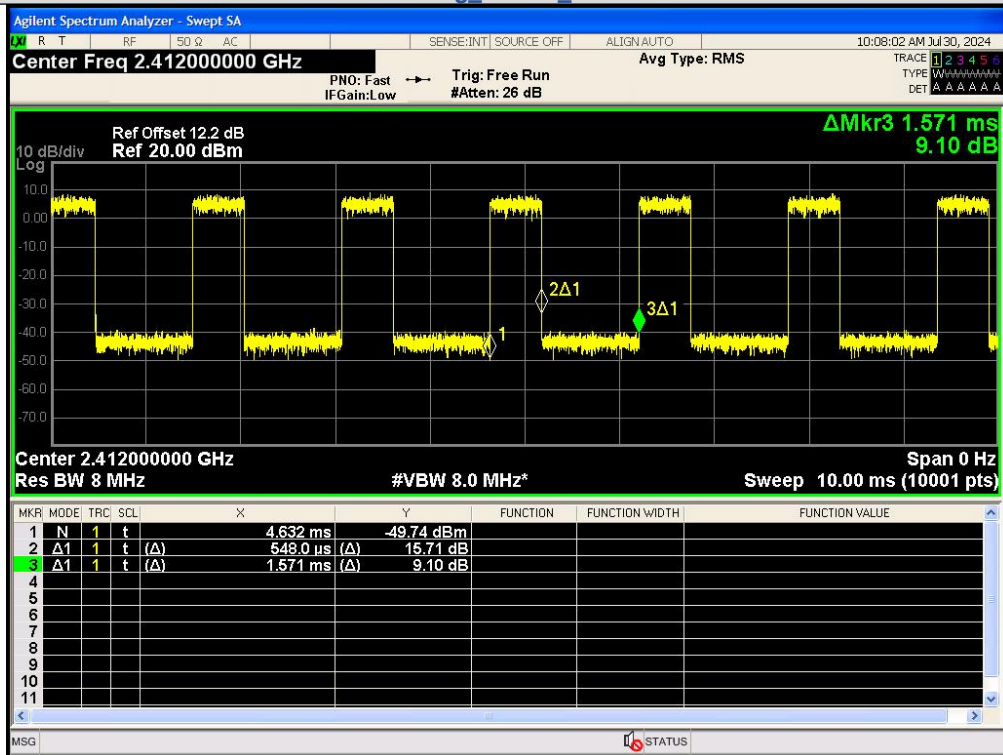 Agilent Spectrum Analyzer - Swept SA
LXI R T RF 50 Ω AC SENSE:INT SOURCE OFF ALIGN AUTO 10:08:02 AM Jul 30, 2024
Center Freq 2.412000000 GHz Avg Type: RMS TRACE 1 2 3 4 5 6
PNO: Fast Trig: Free Run TYPE
IFGain:Low #Atten: 26 dB DET A A A A A A
ΔMkr3 1.571 ms
Ref Offset 12.2 dB
10 dB/div Ref 20.00 dBm 9.10 dB
Log
10.0
0.00
-10.0
-20.0
2Δ1
-30.0
3Δ1
-40.0
1
-50.0
-60.0
-70.0
Center 2.412000000 GHz Span 0 Hz
Res BW 8 MHz #VBW 8.0 MHz* Sweep 10.00 ms (10001 pts)
MKR MODE TRC SCL X Y FUNCTION FUNCTION WIDTH FUNCTION VALUE
1 N 1 t 4.632 ms -49.74 dBm
2 Δ1 1 t (Δ) 548.0 µs (Δ) 15.71 dB
3 Δ1 1 t (Δ) 1.571 ms (Δ) 9.10 dB
4
5
6
7
8
9
10
11
MSG STATUS